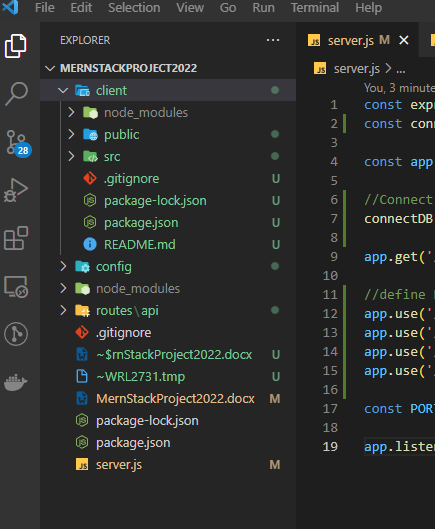 File Edit Selection View Go Run Terminal Help
EXPLORER ...
server.js M
MERNSTACKPROJECT2022
server.js > ...
You, 3 minute
client
node_modules
public
src
.gitignore U
package-lock.json U
package.json U
README.md U
config
node_modules
routes\api
.gitignore
~$rnStackProject2022.docx U
~WRL2731.tmp U
MernStackProject2022.docx M
package-lock.json
package.json
server.js M
28
1 const exp
2 const conn
3
4 const app
5
6 //Connect
7 connectDB
8
9 app.get('
10
11 //define
12 app.use('
13 app.use('
14 app.use('
15 app.use('
16
17 const POR
18
19 app.liste